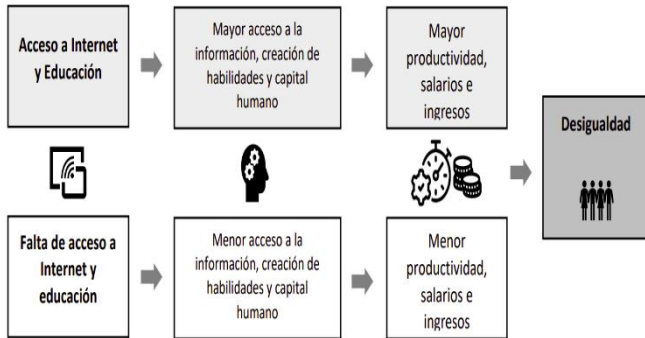 Acceso a Internet
y Educación
Mayor acceso a la
información, creación de
habilidades y capital
humano
Mayor
productividad,
salarios e
ingresos
Desigualdad
Falta de acceso a
Internet y
educación
Menor acceso a la
información, creación de
habilidades y capital
humano
Menor
productividad,
salarios e
ingresos